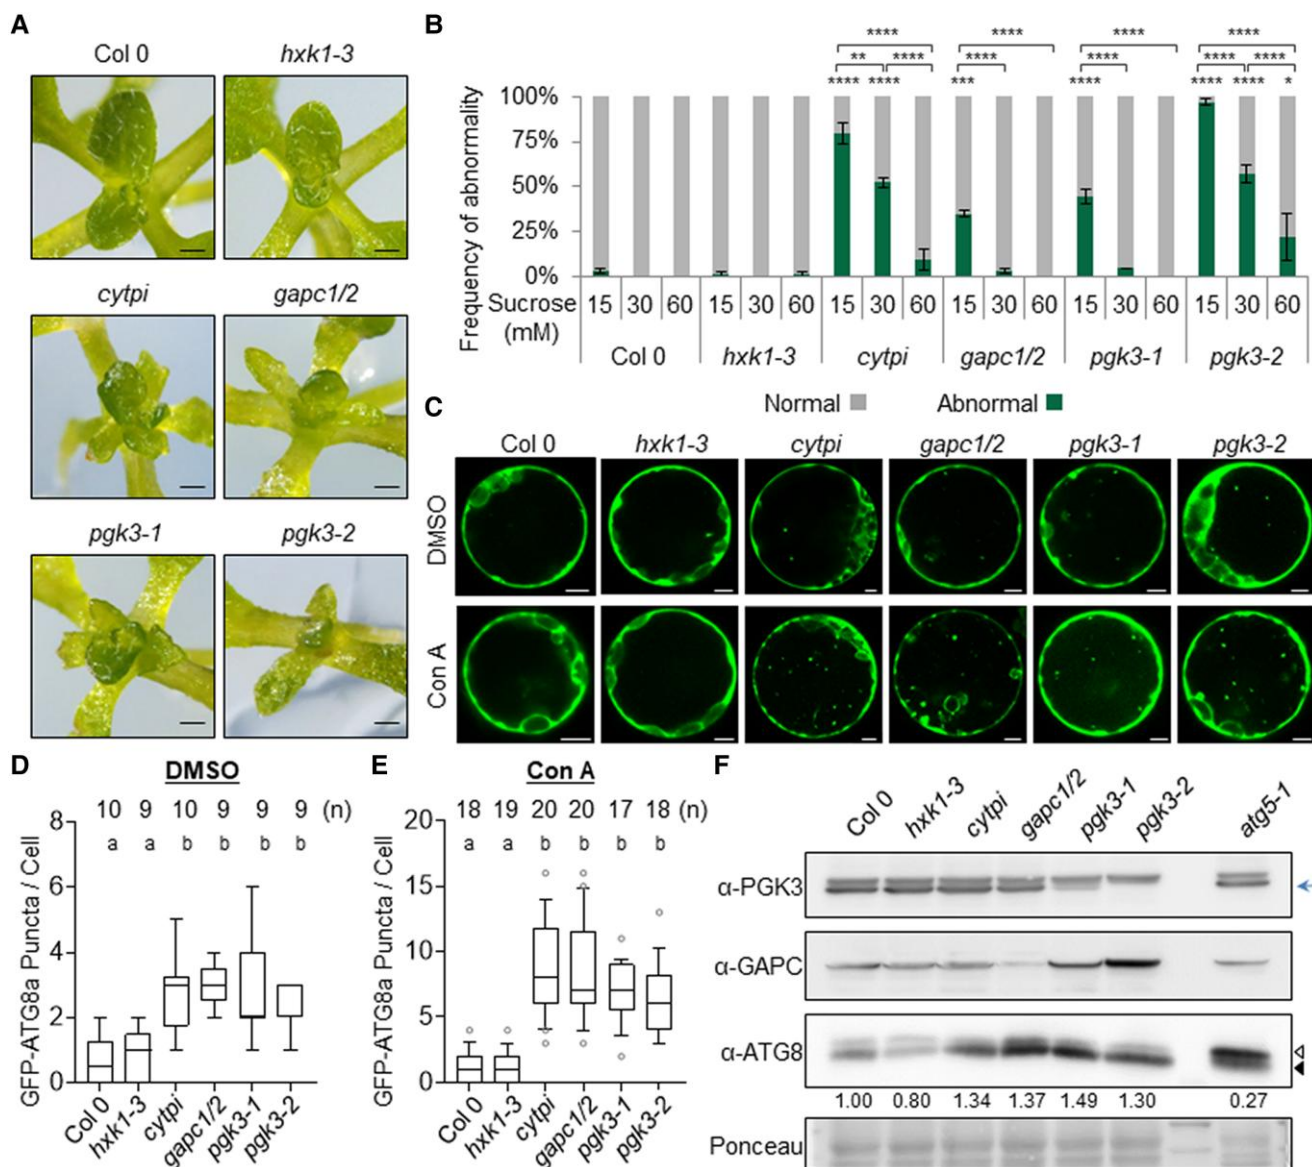 A
Col 0 hxk1-3
cytpi gapc1/2
pgk3-1 pgk3-2
B
**** **** **** ****
** **** **** **** **** ****
**** **** *** **** **** **** *
Frequency of abnormality
100%
75%
50%
25%
0%
Sucrose 15 30 60 15 30 60 15 30 60 15 30 60 15 30 60 15 30 60
(mM)
Col 0 hxk1-3 cytpi gapc1/2 pgk3-1 pgk3-2
Normal Abnormal
C
Col 0 hxk1-3 cytpi gapc1/2 pgk3-1 pgk3-2
DMSO
Con A
D
DMSO
10 9 10 9 9 9 (n)
a a b b b b
GFP-ATG8a Puncta / Cell
8
6
4
2
0
Col 0 hxk1-3 cytpi gapc1/2 pgk3-1 pgk3-2
E
Con A
18 19 20 20 17 18 (n)
a a b b b b
GFP-ATG8a Puncta / Cell
20
15
10
5
0
Col 0 hxk1-3 cytpi gapc1/2 pgk3-1 pgk3-2
F
Col 0 hxk1-3 cytpi gapc1/2 pgk3-1 pgk3-2 atg5-1
α-PGK3
α-GAPC
α-ATG8
1.00 0.80 1.34 1.37 1.49 1.30 0.27
Ponceau